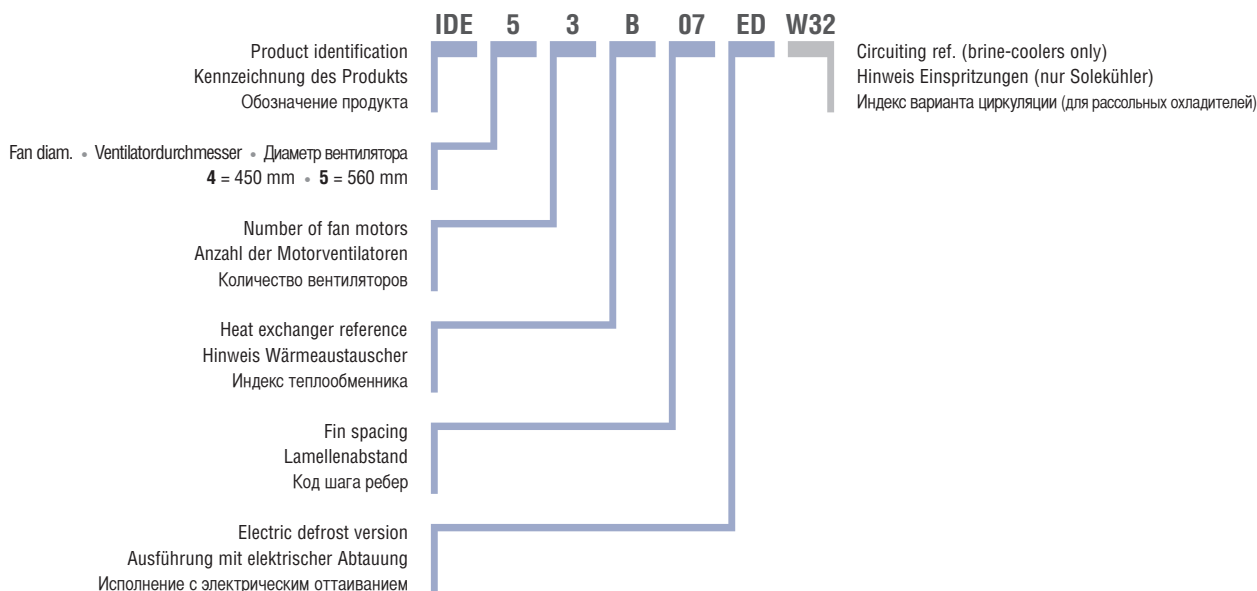 IDE 5 3 B 07 ED W32
Product identification
Kennzeichnung des Produkts
Обозначение продукта
Circuiting ref. (brine-coolers only)
Hinweis Einspritzungen (nur Solekühler)
Индекс варианта циркуляции (для рассольных охладителей)
Fan diam. • Ventilatordurchmesser • Диаметр вентилятора
4 = 450 mm • 5 = 560 mm
Number of fan motors
Anzahl der Motorventilatoren
Количество вентиляторов
Heat exchanger reference
Hinweis Wärmeaustauscher
Индекс теплообменника
Fin spacing
Lamellenabstand
Код шага ребер
Electric defrost version
Ausführung mit elektrischer Abtauung
Исполнение с электрическим оттаиванием